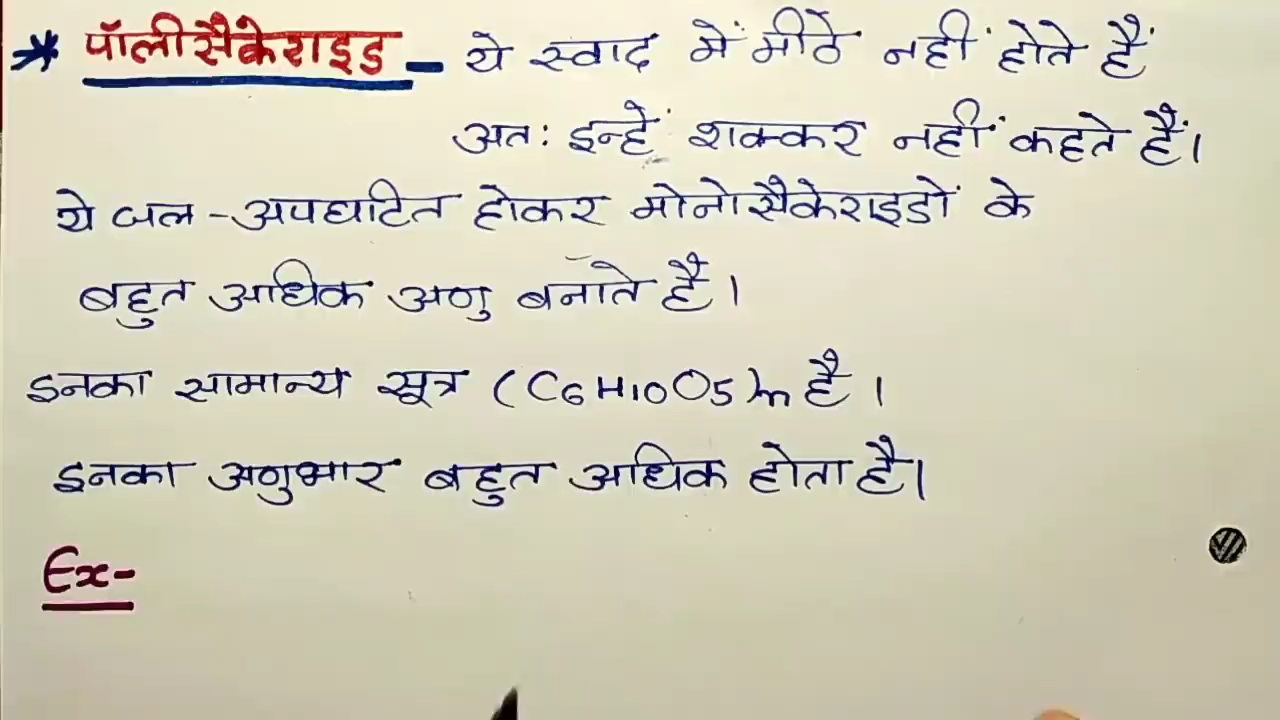 * पॉलीसैकेराइड - ये स्वाद में मीठे नहीं होते हैं
अत: इन्हें शक्कर नहीं कहते हैं।
ये जल-अपघटित होकर मोनोसैकेराइडों के
बहुत अधिक अणु बनाते हैं।
इनका सामान्य सूत्र (C6H10O5)n है।
इनका अणुभार बहुत अधिक होता है।
Ex-